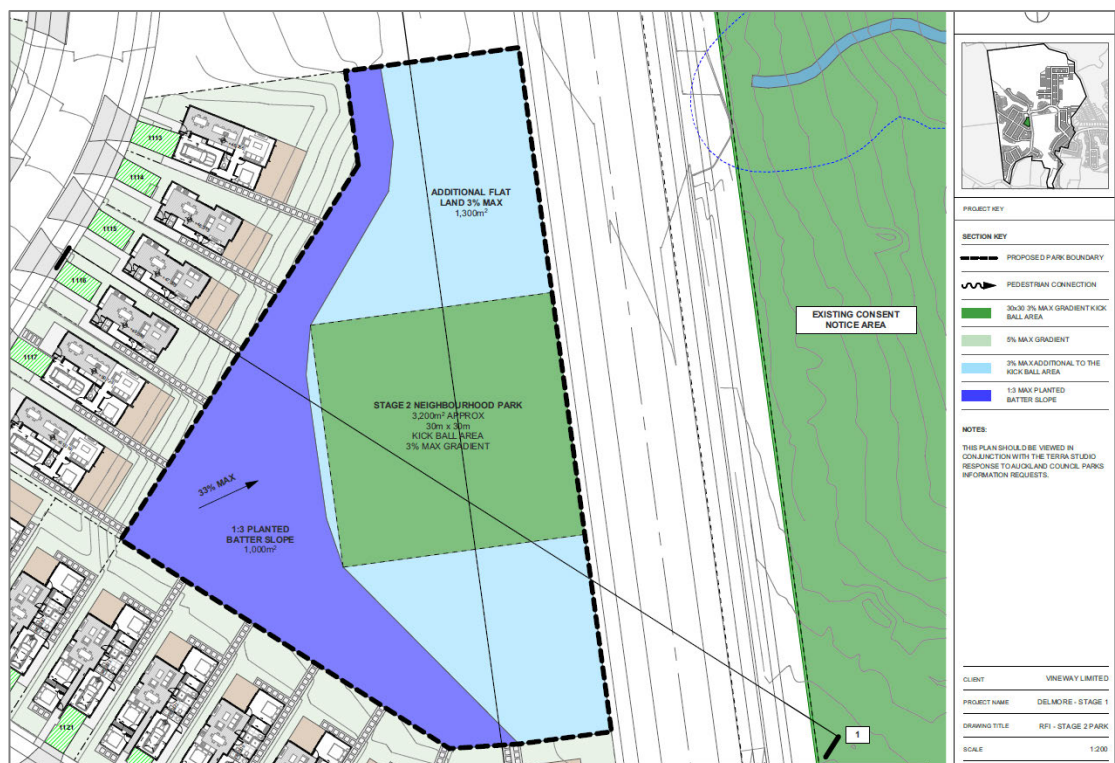 1113
1114
1115
1116
1117
1121
ADDITIONAL FLAT
LAND 3% MAX
1,300m²
STAGE 2 NEIGHBOURHOOD PARK
3,200m² APPROX
30m x 30m
KICK BALL AREA
3% MAX GRADIENT
33% MAX
1:3 PLANTED
BATTER SLOPE
1,000m²
EXISTING CONSENT
NOTICE AREA
1
PROJECT KEY
SECTION KEY
PROPOSED PARK BOUNDARY
PEDESTRIAN CONNECTION
30x30 3% MAX GRADIENT KICK
BALL AREA
5% MAX GRADIENT
3% MAX ADDITIONAL TO THE
KICK BALL AREA
1:3 MAX PLANTED
BATTER SLOPE
NOTES:
THIS PLAN SHOULD BE VIEWED IN
CONJUNCTION WITH THE TERRA STUDIO
RESPONSE TO AUCKLAND COUNCIL PARKS
INFORMATION REQUESTS.
CLIENT VINEWAY LIMITED
PROJECT NAME DELMORE - STAGE 1
DRAWING TITLE RFI - STAGE 2 PARK
SCALE 1:200